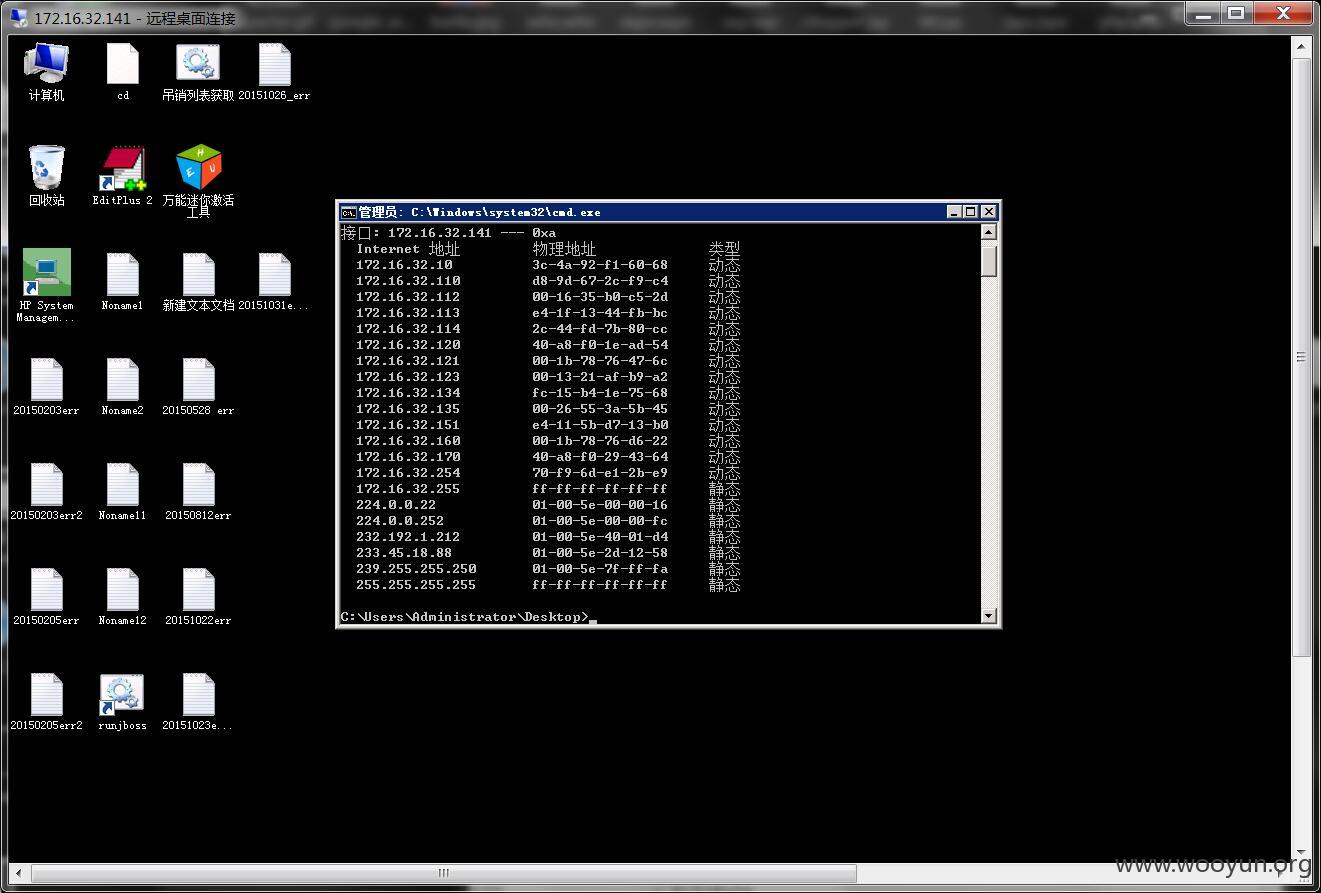 172.16.32.141 - 远程桌面连接
计算机
cd
吊销列表获取
20151026_err
回收站
EditPlus 2
万能迷你激活
工具
HP System
Managem...
Noname1
新建文本文档
20151031e...
20150203err
Noname2
20150528 err
20150203err2
Noname11
20150812err
20150205err
Noname12
20151022err
20150205err2
runjboss
20151023e...
管理员: C:\Windows\system32\cmd.exe
接口: 172.16.32.141 --- 0xa
Internet 地址 物理地址 类型
172.16.32.10 3c-4a-92-f1-60-68 动态
172.16.32.110 d8-9d-67-2c-f9-c4 动态
172.16.32.112 00-16-35-b0-c5-2d 动态
172.16.32.113 e4-1f-13-44-fb-bc 动态
172.16.32.114 2c-44-fd-7b-80-cc 动态
172.16.32.120 40-a8-f0-1e-ad-54 动态
172.16.32.121 00-1b-78-76-47-6c 动态
172.16.32.123 00-13-21-af-b9-a2 动态
172.16.32.134 fc-15-b4-1e-75-68 动态
172.16.32.135 00-26-55-3a-5b-45 动态
172.16.32.151 e4-11-5b-d7-13-b0 动态
172.16.32.160 00-1b-78-76-d6-22 动态
172.16.32.170 40-a8-f0-29-43-64 动态
172.16.32.254 70-f9-6d-e1-2b-e9 动态
172.16.32.255 ff-ff-ff-ff-ff-ff 静态
224.0.0.22 01-00-5e-00-00-16 静态
224.0.0.252 01-00-5e-00-00-fc 静态
232.192.1.212 01-00-5e-40-01-d4 静态
233.45.18.88 01-00-5e-2d-12-58 静态
239.255.255.250 01-00-5e-7f-ff-fa 静态
255.255.255.255 ff-ff-ff-ff-ff-ff 静态
C:\Users\Administrator\Desktop>
www.wooyun.org